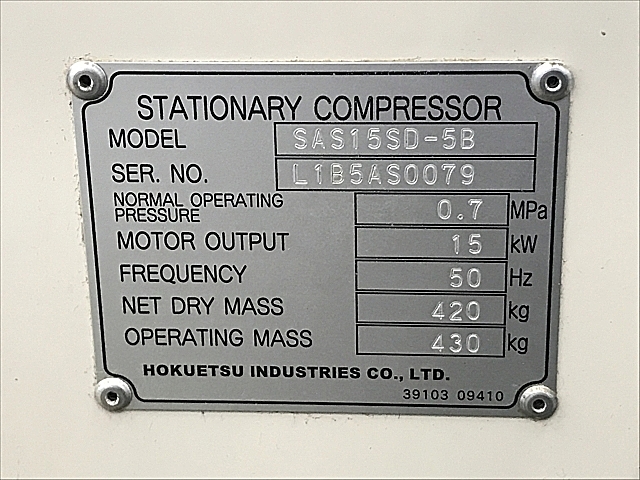 STATIONARY COMPRESSOR
MODEL SAS15SD-5B
SER. NO. L1B5AS0079
NORMAL OPERATING
PRESSURE 0.7 MPa
MOTOR OUTPUT 15 kW
FREQUENCY 50 Hz
NET DRY MASS 420 kg
OPERATING MASS 430 kg
HOKUETSU INDUSTRIES CO., LTD.
39103 09410